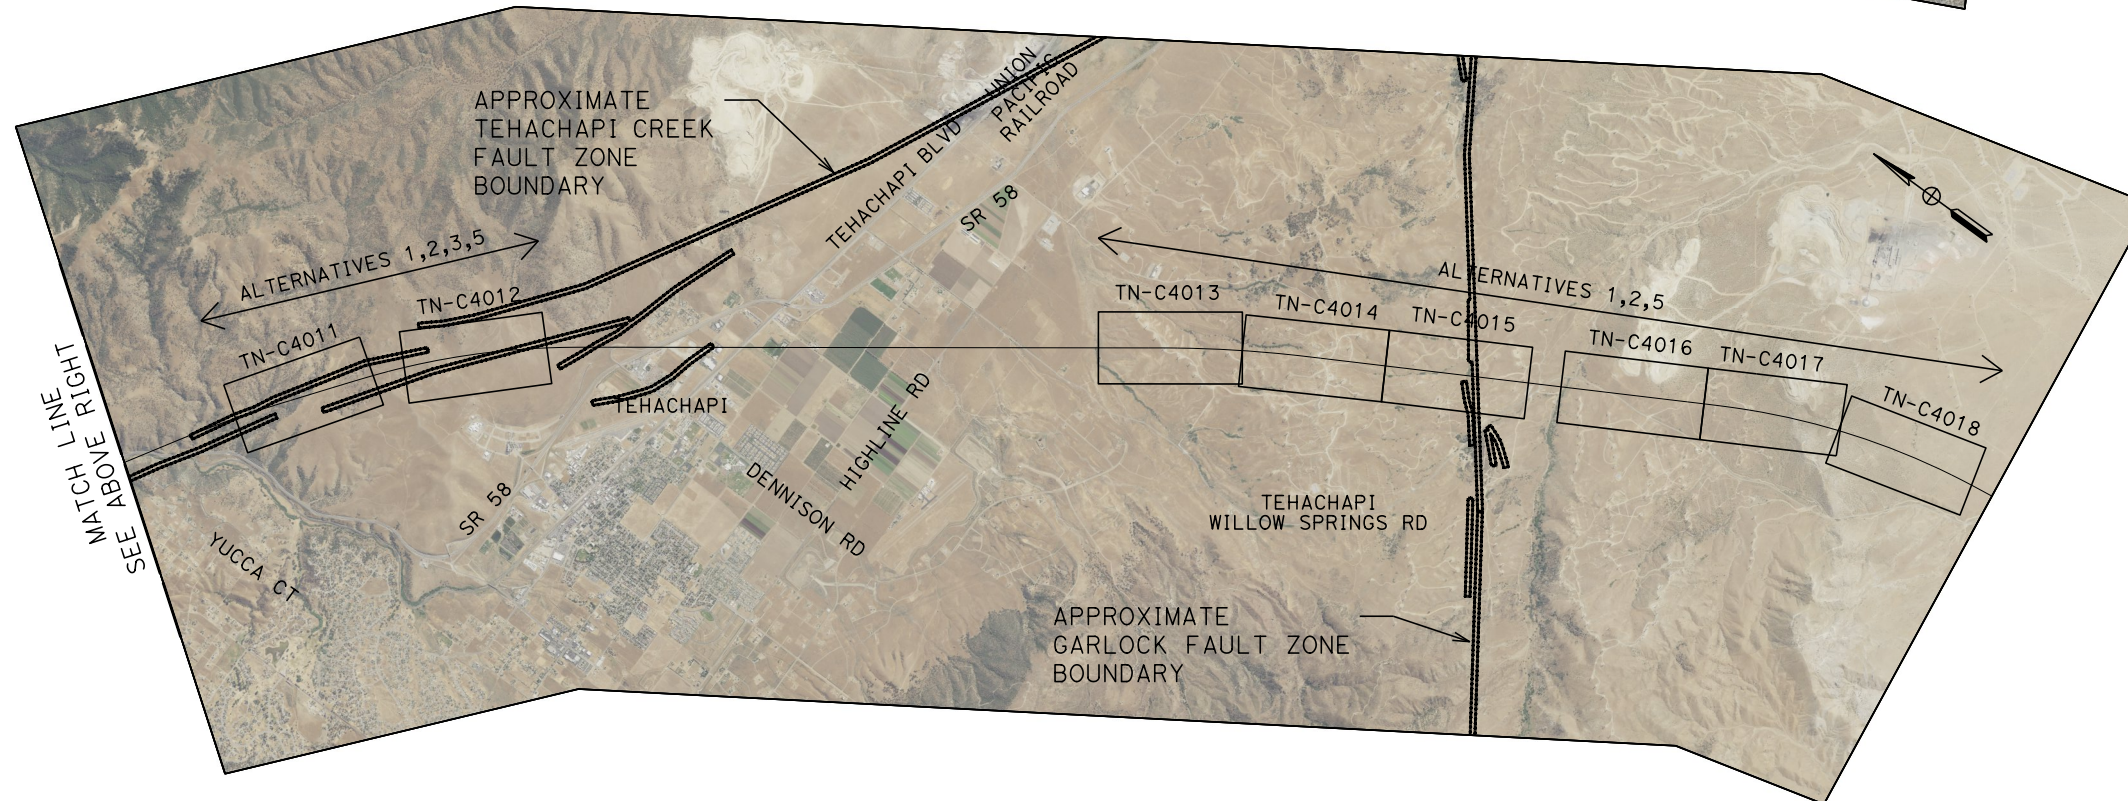 APPROXIMATE
TEHACHAPI CREEK
FAULT ZONE
BOUNDARY
UNION
PACIFIC
RAILROAD
TEHACHAPI BLVD
SR 58
ALTERNATIVES 1,2,3,5
TN-C4011
TN-C4012
ALTERNATIVES 1,2,5
TN-C4013
TN-C4014
TN-C4015
TN-C4016
TN-C4017
TN-C4018
MATCH LINE
SEE ABOVE RIGHT
TEHACHAPI
HIGHLINE RD
DENNISON RD
SR 58
YUCCA CT
TEHACHAPI
WILLOW SPRINGS RD
APPROXIMATE
GARLOCK FAULT ZONE
BOUNDARY